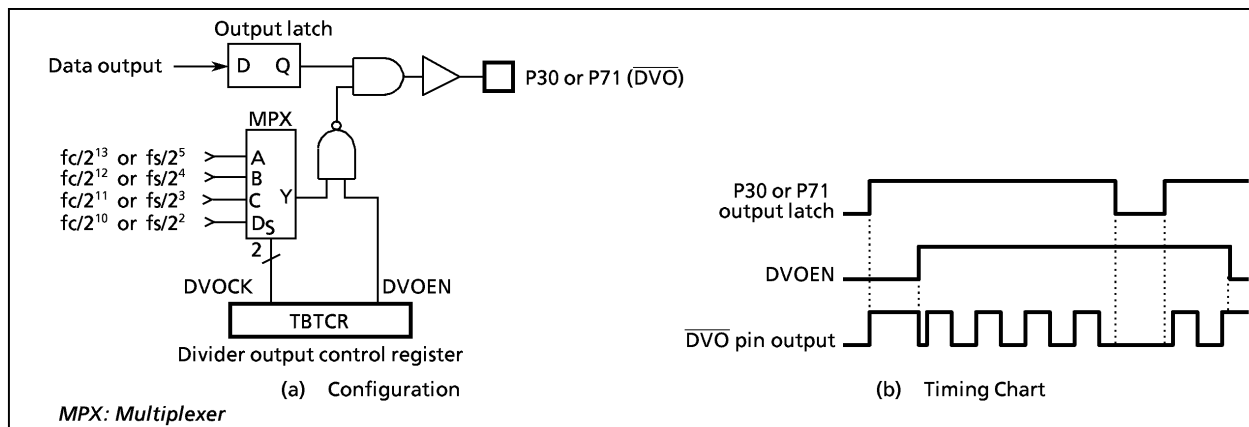 Output latch
Data output
D Q
P30 or P71 (D̅V̅O̅)
MPX
fc/2¹³ or fs/2⁵
fc/2¹² or fs/2⁴
fc/2¹¹ or fs/2³
fc/2¹⁰ or fs/2²
A
B
C
D
S
Y
2
DVOCK
DVOEN
TBTCR
Divider output control register
(a) Configuration
MPX: Multiplexer
P30 or P71
output latch
DVOEN
D̅V̅O̅ pin output
(b) Timing Chart